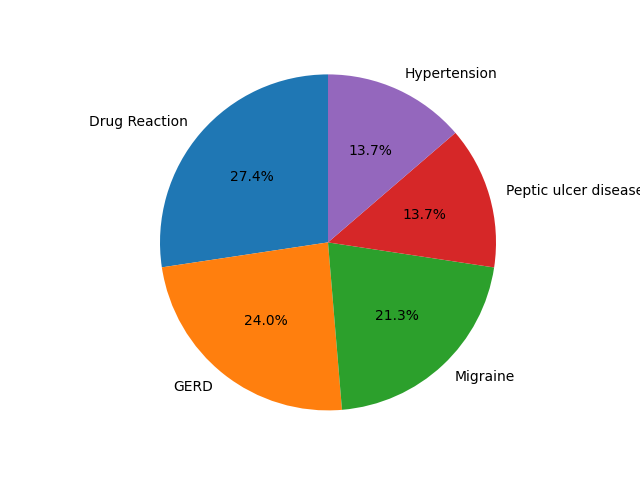 Hypertension
Drug Reaction
13.7%
27.4%
Peptic ulcer disease
13.7%
21.3%
24.0%
Migraine
GERD